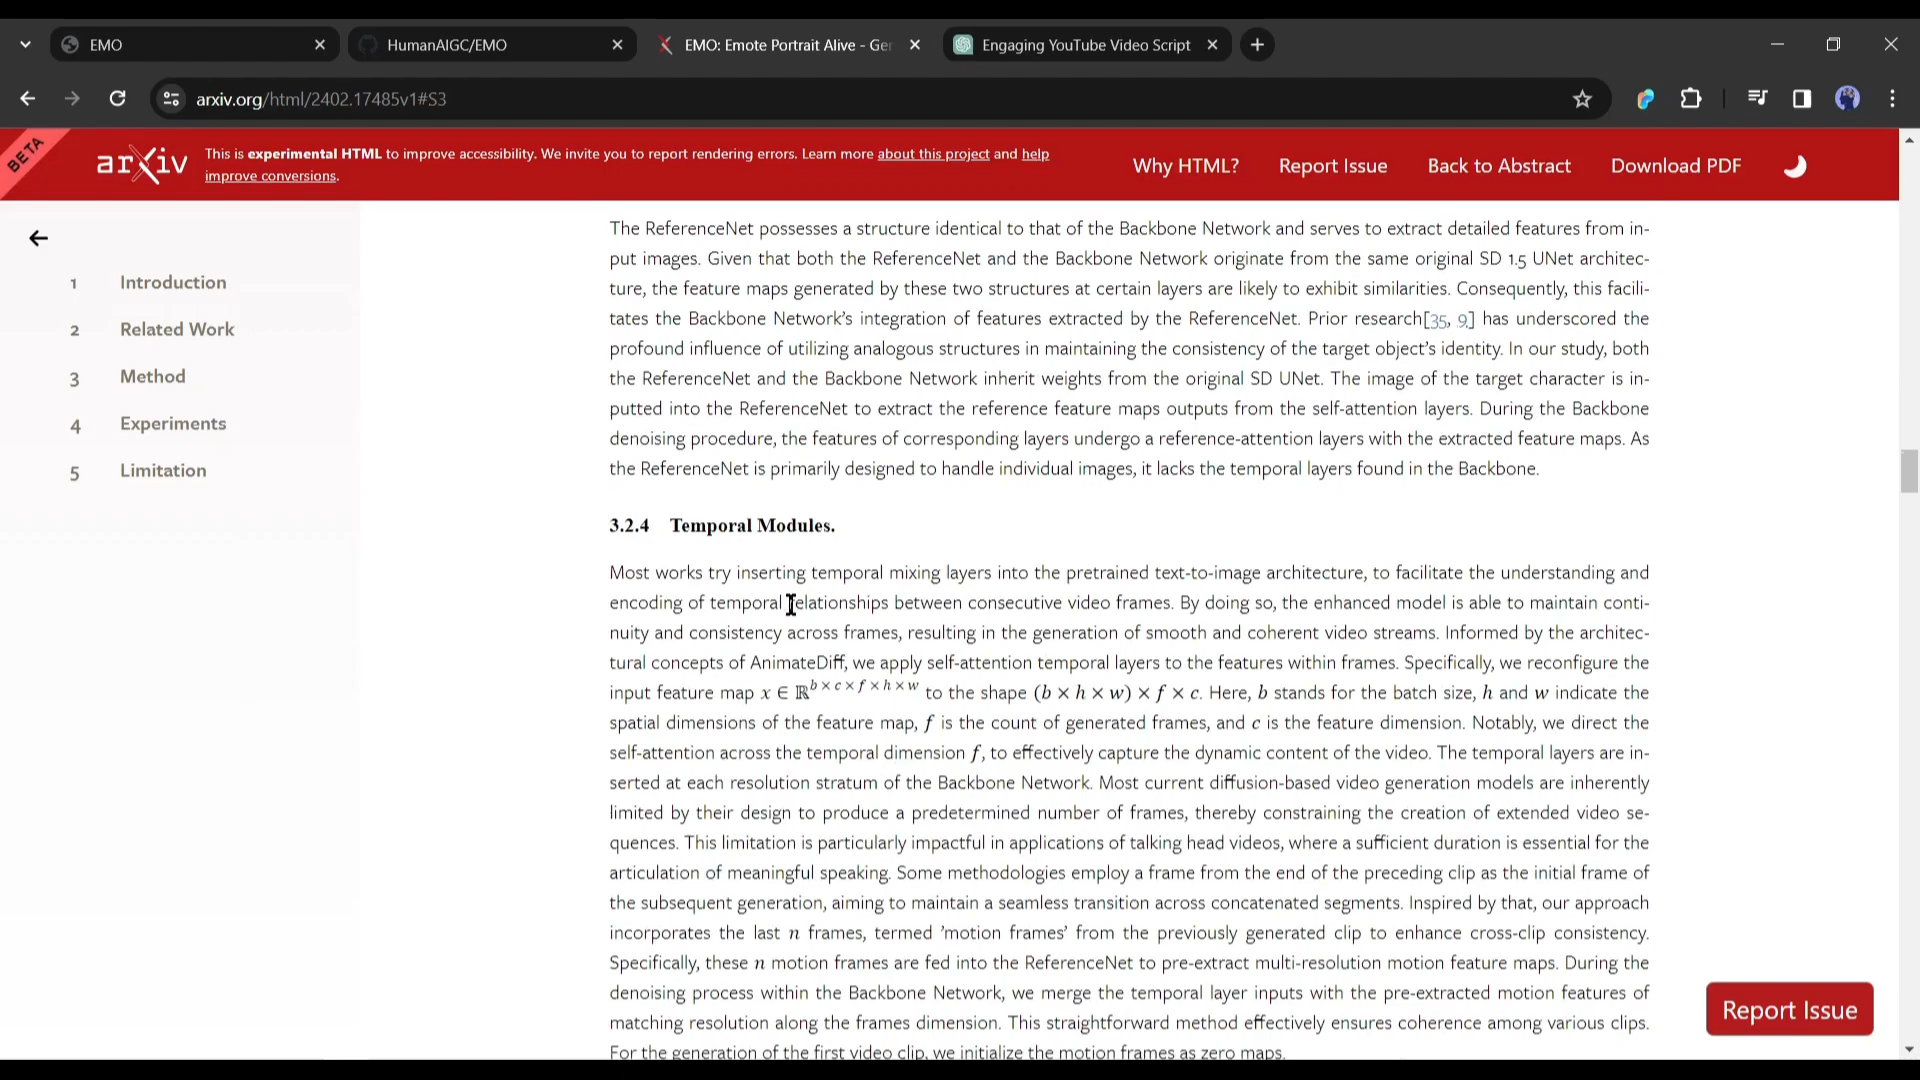 EMO
HumanAIGC/EMO
EMO: Emote Portrait Alive - Ger
Engaging YouTube Video Script
arxiv.org/html/2402.17485v1#S3
BETA
arXiv
This is experimental HTML to improve accessibility. We invite you to report rendering errors. Learn more about this project and help
improve conversions.
Why HTML?
Report Issue
Back to Abstract
Download PDF
1 Introduction
2 Related Work
3 Method
4 Experiments
5 Limitation
The ReferenceNet possesses a structure identical to that of the Backbone Network and serves to extract detailed features from in-
put images. Given that both the ReferenceNet and the Backbone Network originate from the same original SD 1.5 UNet architec-
ture, the feature maps generated by these two structures at certain layers are likely to exhibit similarities. Consequently, this facili-
tates the Backbone Network's integration of features extracted by the ReferenceNet. Prior research[35, 9] has underscored the
profound influence of utilizing analogous structures in maintaining the consistency of the target object's identity. In our study, both
the ReferenceNet and the Backbone Network inherit weights from the original SD UNet. The image of the target character is in-
putted into the ReferenceNet to extract the reference feature maps outputs from the self-attention layers. During the Backbone
denoising procedure, the features of corresponding layers undergo a reference-attention layers with the extracted feature maps. As
the ReferenceNet is primarily designed to handle individual images, it lacks the temporal layers found in the Backbone.
3.2.4 Temporal Modules.
Most works try inserting temporal mixing layers into the pretrained text-to-image architecture, to facilitate the understanding and
encoding of temporal relationships between consecutive video frames. By doing so, the enhanced model is able to maintain conti-
nuity and consistency across frames, resulting in the generation of smooth and coherent video streams. Informed by the architec-
tural concepts of AnimateDiff, we apply self-attention temporal layers to the features within frames. Specifically, we reconfigure the
input feature map x ∈ ℝ^b×c×f×h×w to the shape (b × h × w) × f × c. Here, b stands for the batch size, h and w indicate the
spatial dimensions of the feature map, f is the count of generated frames, and c is the feature dimension. Notably, we direct the
self-attention across the temporal dimension f, to effectively capture the dynamic content of the video. The temporal layers are in-
serted at each resolution stratum of the Backbone Network. Most current diffusion-based video generation models are inherently
limited by their design to produce a predetermined number of frames, thereby constraining the creation of extended video se-
quences. This limitation is particularly impactful in applications of talking head videos, where a sufficient duration is essential for the
articulation of meaningful speaking. Some methodologies employ a frame from the end of the preceding clip as the initial frame of
the subsequent generation, aiming to maintain a seamless transition across concatenated segments. Inspired by that, our approach
incorporates the last n frames, termed 'motion frames' from the previously generated clip to enhance cross-clip consistency.
Specifically, these n motion frames are fed into the ReferenceNet to pre-extract multi-resolution motion feature maps. During the
denoising process within the Backbone Network, we merge the temporal layer inputs with the pre-extracted motion features of
matching resolution along the frames dimension. This straightforward method effectively ensures coherence among various clips.
For the generation of the first video clip, we initialize the motion frames as zero maps.
Report Issue